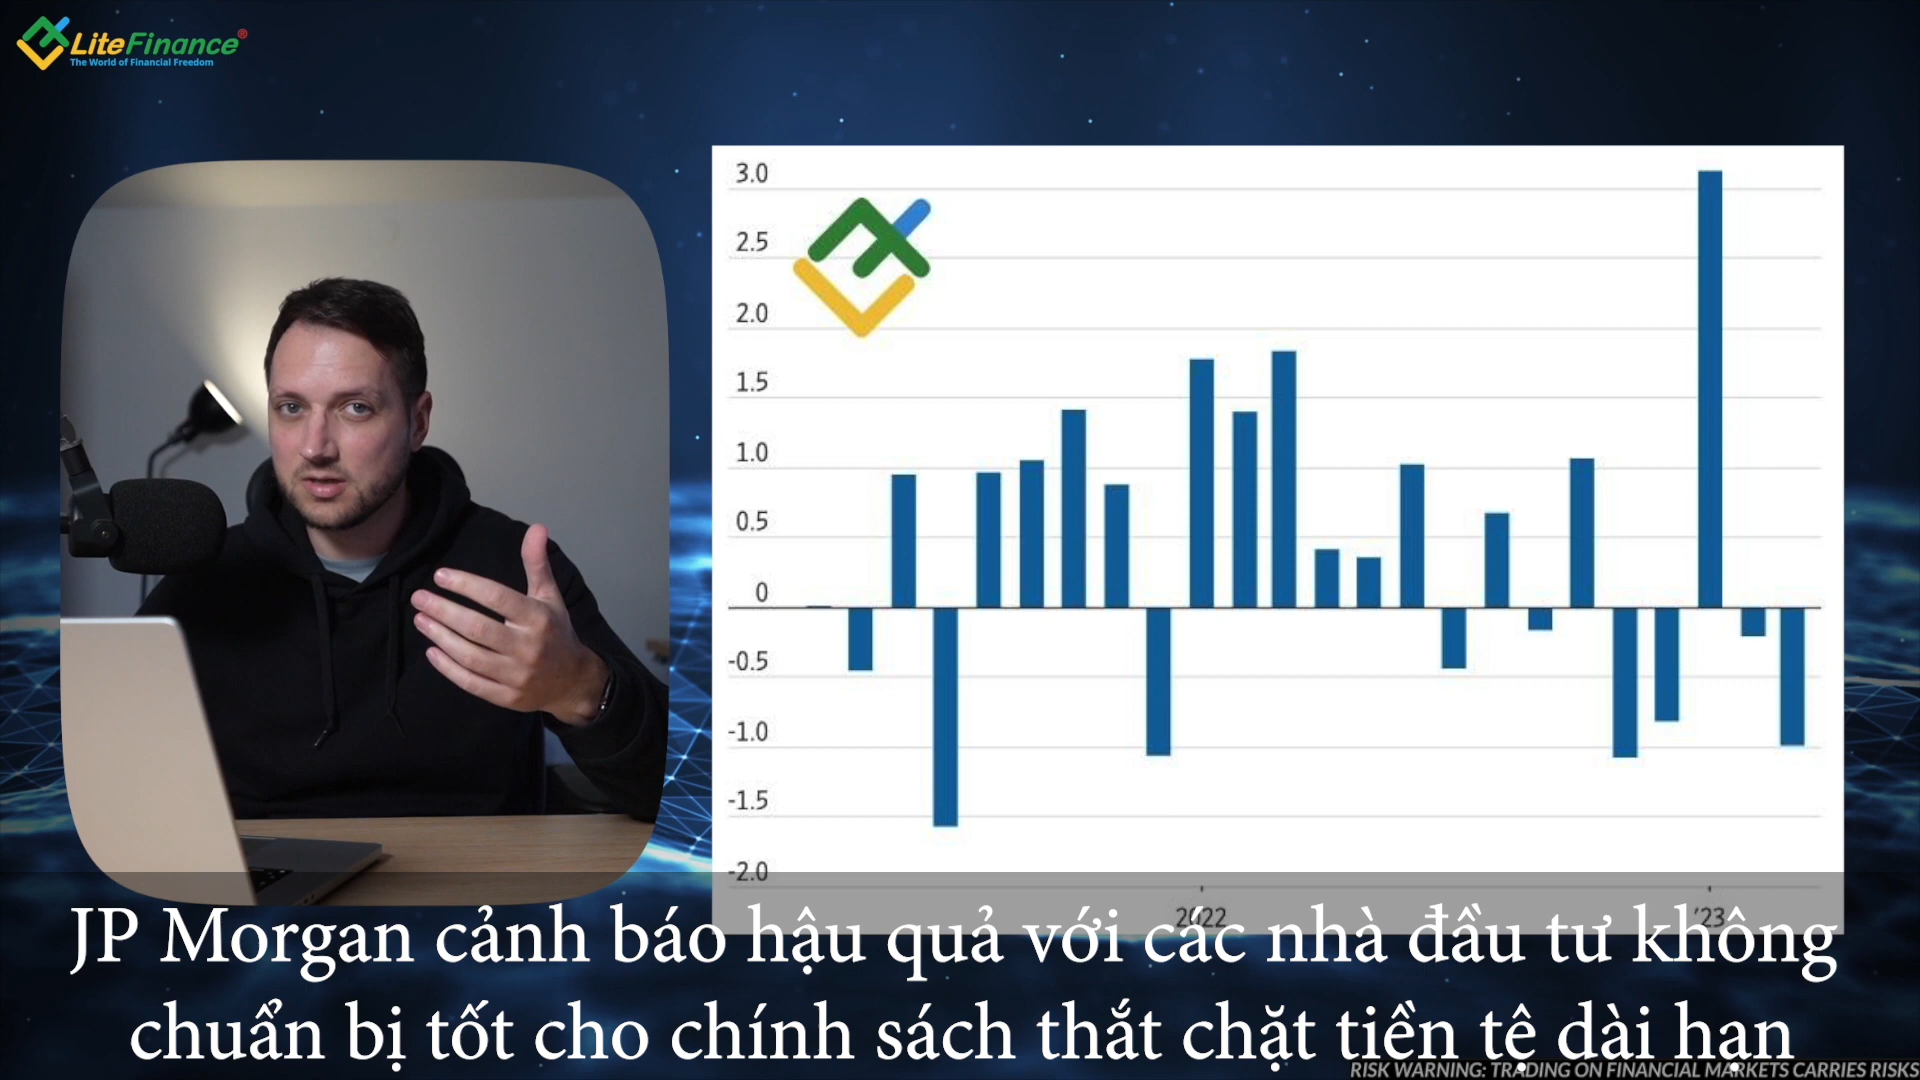 LiteFinance®
The World of Financial Freedom
3.0
2.5
2.0
1.5
1.0
0.5
0
-0.5
-1.0
-1.5
-2.0
2022 '23
JP Morgan cảnh báo hậu quả với các nhà đầu tư không
chuẩn bị tốt cho chính sách thắt chặt tiền tệ dài hạn
RISK WARNING: TRADING ON FINANCIAL MARKETS CARRIES RISKS